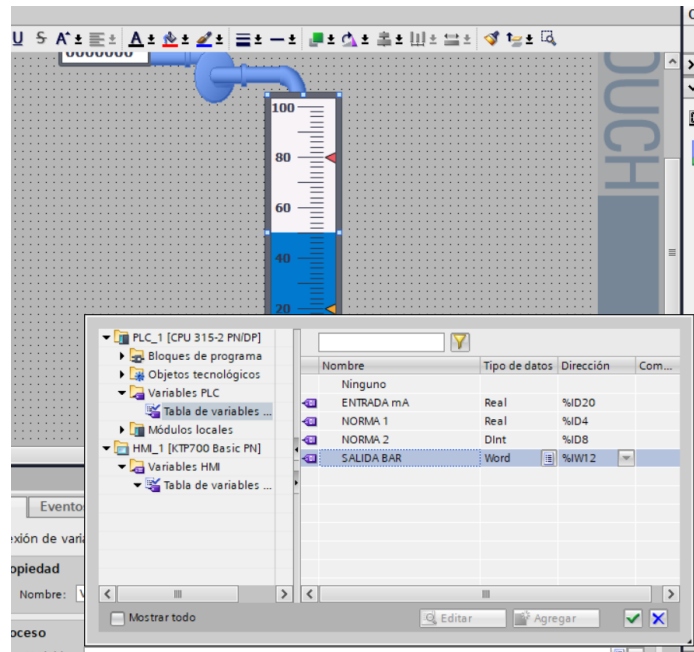 U S A
0000000
OUCH
100
80
60
40
20
PLC_1 [CPU 315-2 PN/DP]
Bloques de programa
Objetos tecnológicos
Variables PLC
Tabla de variables ...
Módulos locales
HMI_1 [KTP700 Basic PN]
Variables HMI
Tabla de variables ...
Nombre Tipo de datos Dirección Com...
Ninguno
ENTRADA mA Real %ID20
NORMA 1 Real %ID4
NORMA 2 DInt %ID8
SALIDA BAR Word %IW12
Mostrar todo
Editar Agregar
Evento
exión de varia
opiedad
Nombre: V
oceso